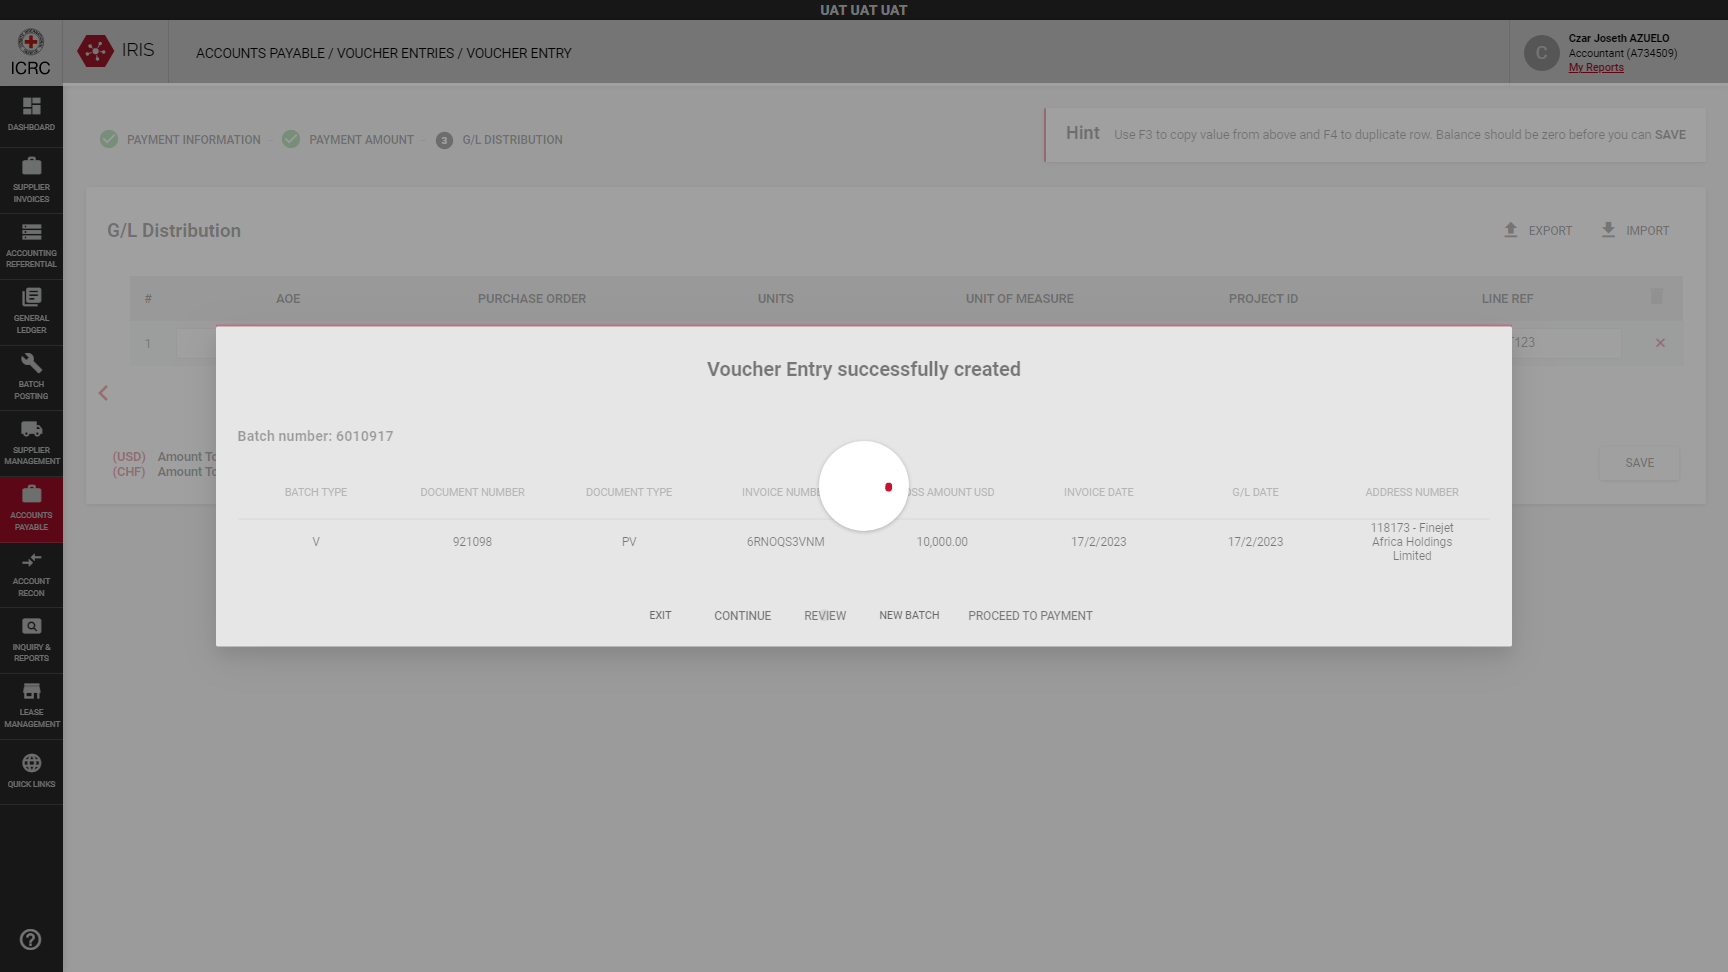 UAT UAT UAT
ICRC
IRIS
ACCOUNTS PAYABLE / VOUCHER ENTRIES / VOUCHER ENTRY
C
Czar Joseth AZUELO
Accountant (A734509)
My Reports
DASHBOARD
SUPPLIER
INVOICES
ACCOUNTING
REFERENTIAL
GENERAL
LEDGER
BATCH
POSTING
SUPPLIER
MANAGEMENT
ACCOUNTS
PAYABLE
ACCOUNT
RECON
INQUIRY &
REPORTS
LEASE
MANAGEMENT
QUICK LINKS
PAYMENT INFORMATION
PAYMENT AMOUNT
3 G/L DISTRIBUTION
Hint Use F3 to copy value from above and F4 to duplicate row. Balance should be zero before you can SAVE
G/L Distribution
EXPORT
IMPORT
# AOE PURCHASE ORDER UNITS UNIT OF MEASURE PROJECT ID LINE REF
1 123
(USD) Amount To
(CHF) Amount To
SAVE
Voucher Entry successfully created
Batch number: 6010917
BATCH TYPE DOCUMENT NUMBER DOCUMENT TYPE INVOICE AMOUNT USD INVOICE DATE G/L DATE ADDRESS NUMBER
V 921098 PV 6RNOQS3VNM 10,000.00 17/2/2023 17/2/2023 118173 - Finejet
Africa Holdings
Limited
EXIT CONTINUE REVIEW NEW BATCH PROCEED TO PAYMENT